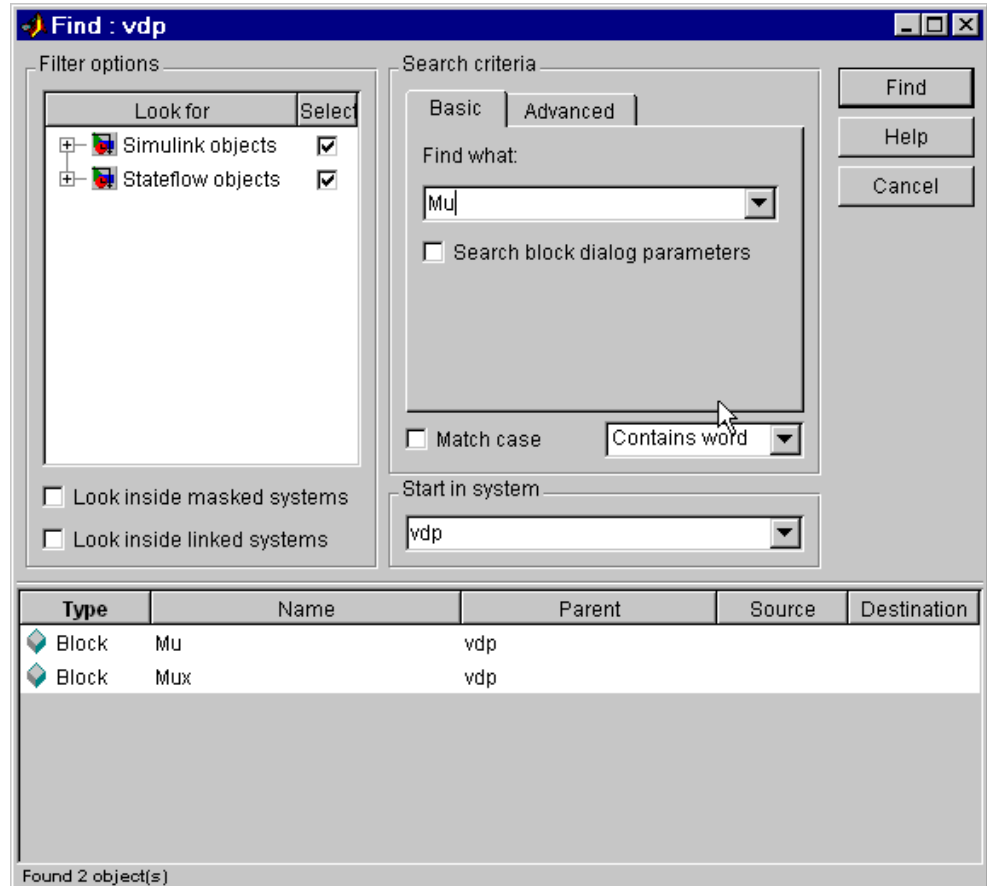 Find : vdp
Filter options
Look for Select
Simulink objects
Stateflow objects
Look inside masked systems
Look inside linked systems
Search criteria
Basic Advanced
Find what:
Mu
Search block dialog parameters
Match case Contains word
Start in system
vdp
Find
Help
Cancel
Type Name Parent Source Destination
Block Mu vdp
Block Mux vdp
Found 2 object(s)